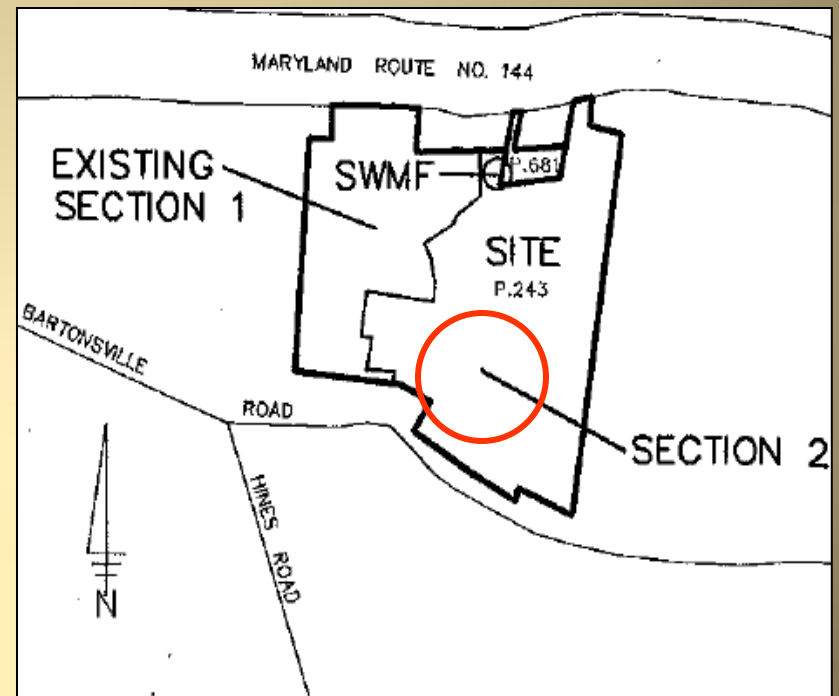 MARYLAND ROUTE NO. 144
EXISTING
SECTION 1
SWMF
P.681
SITE
P.243
BARTONSVILLE
ROAD
SECTION 2
HINES ROAD
N